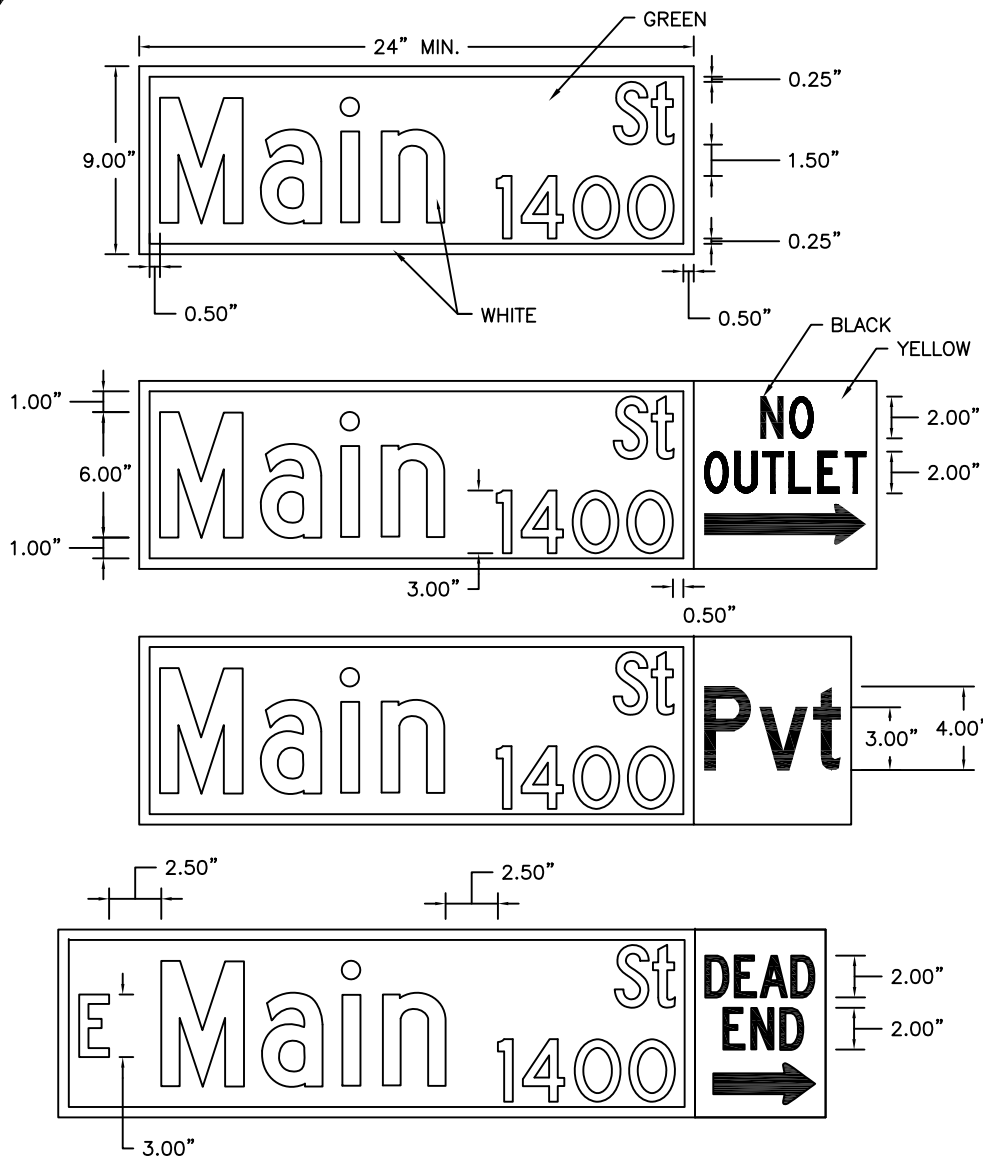 GREEN
24” MIN.
0.25”
St
9.00”
Main
1.50”
1400
0.25”
0.50”
WHITE
0.50”
BLACK
YELLOW
1.00”
St
NO
2.00”
6.00”
Main
OUTLET
2.00”
1400
1.00”
3.00”
0.50”
St
Main
Pvt
3.00”
4.00”
1400
2.50”
2.50”
St
DEAD
2.00”
E
Main
END
2.00”
1400
3.00”